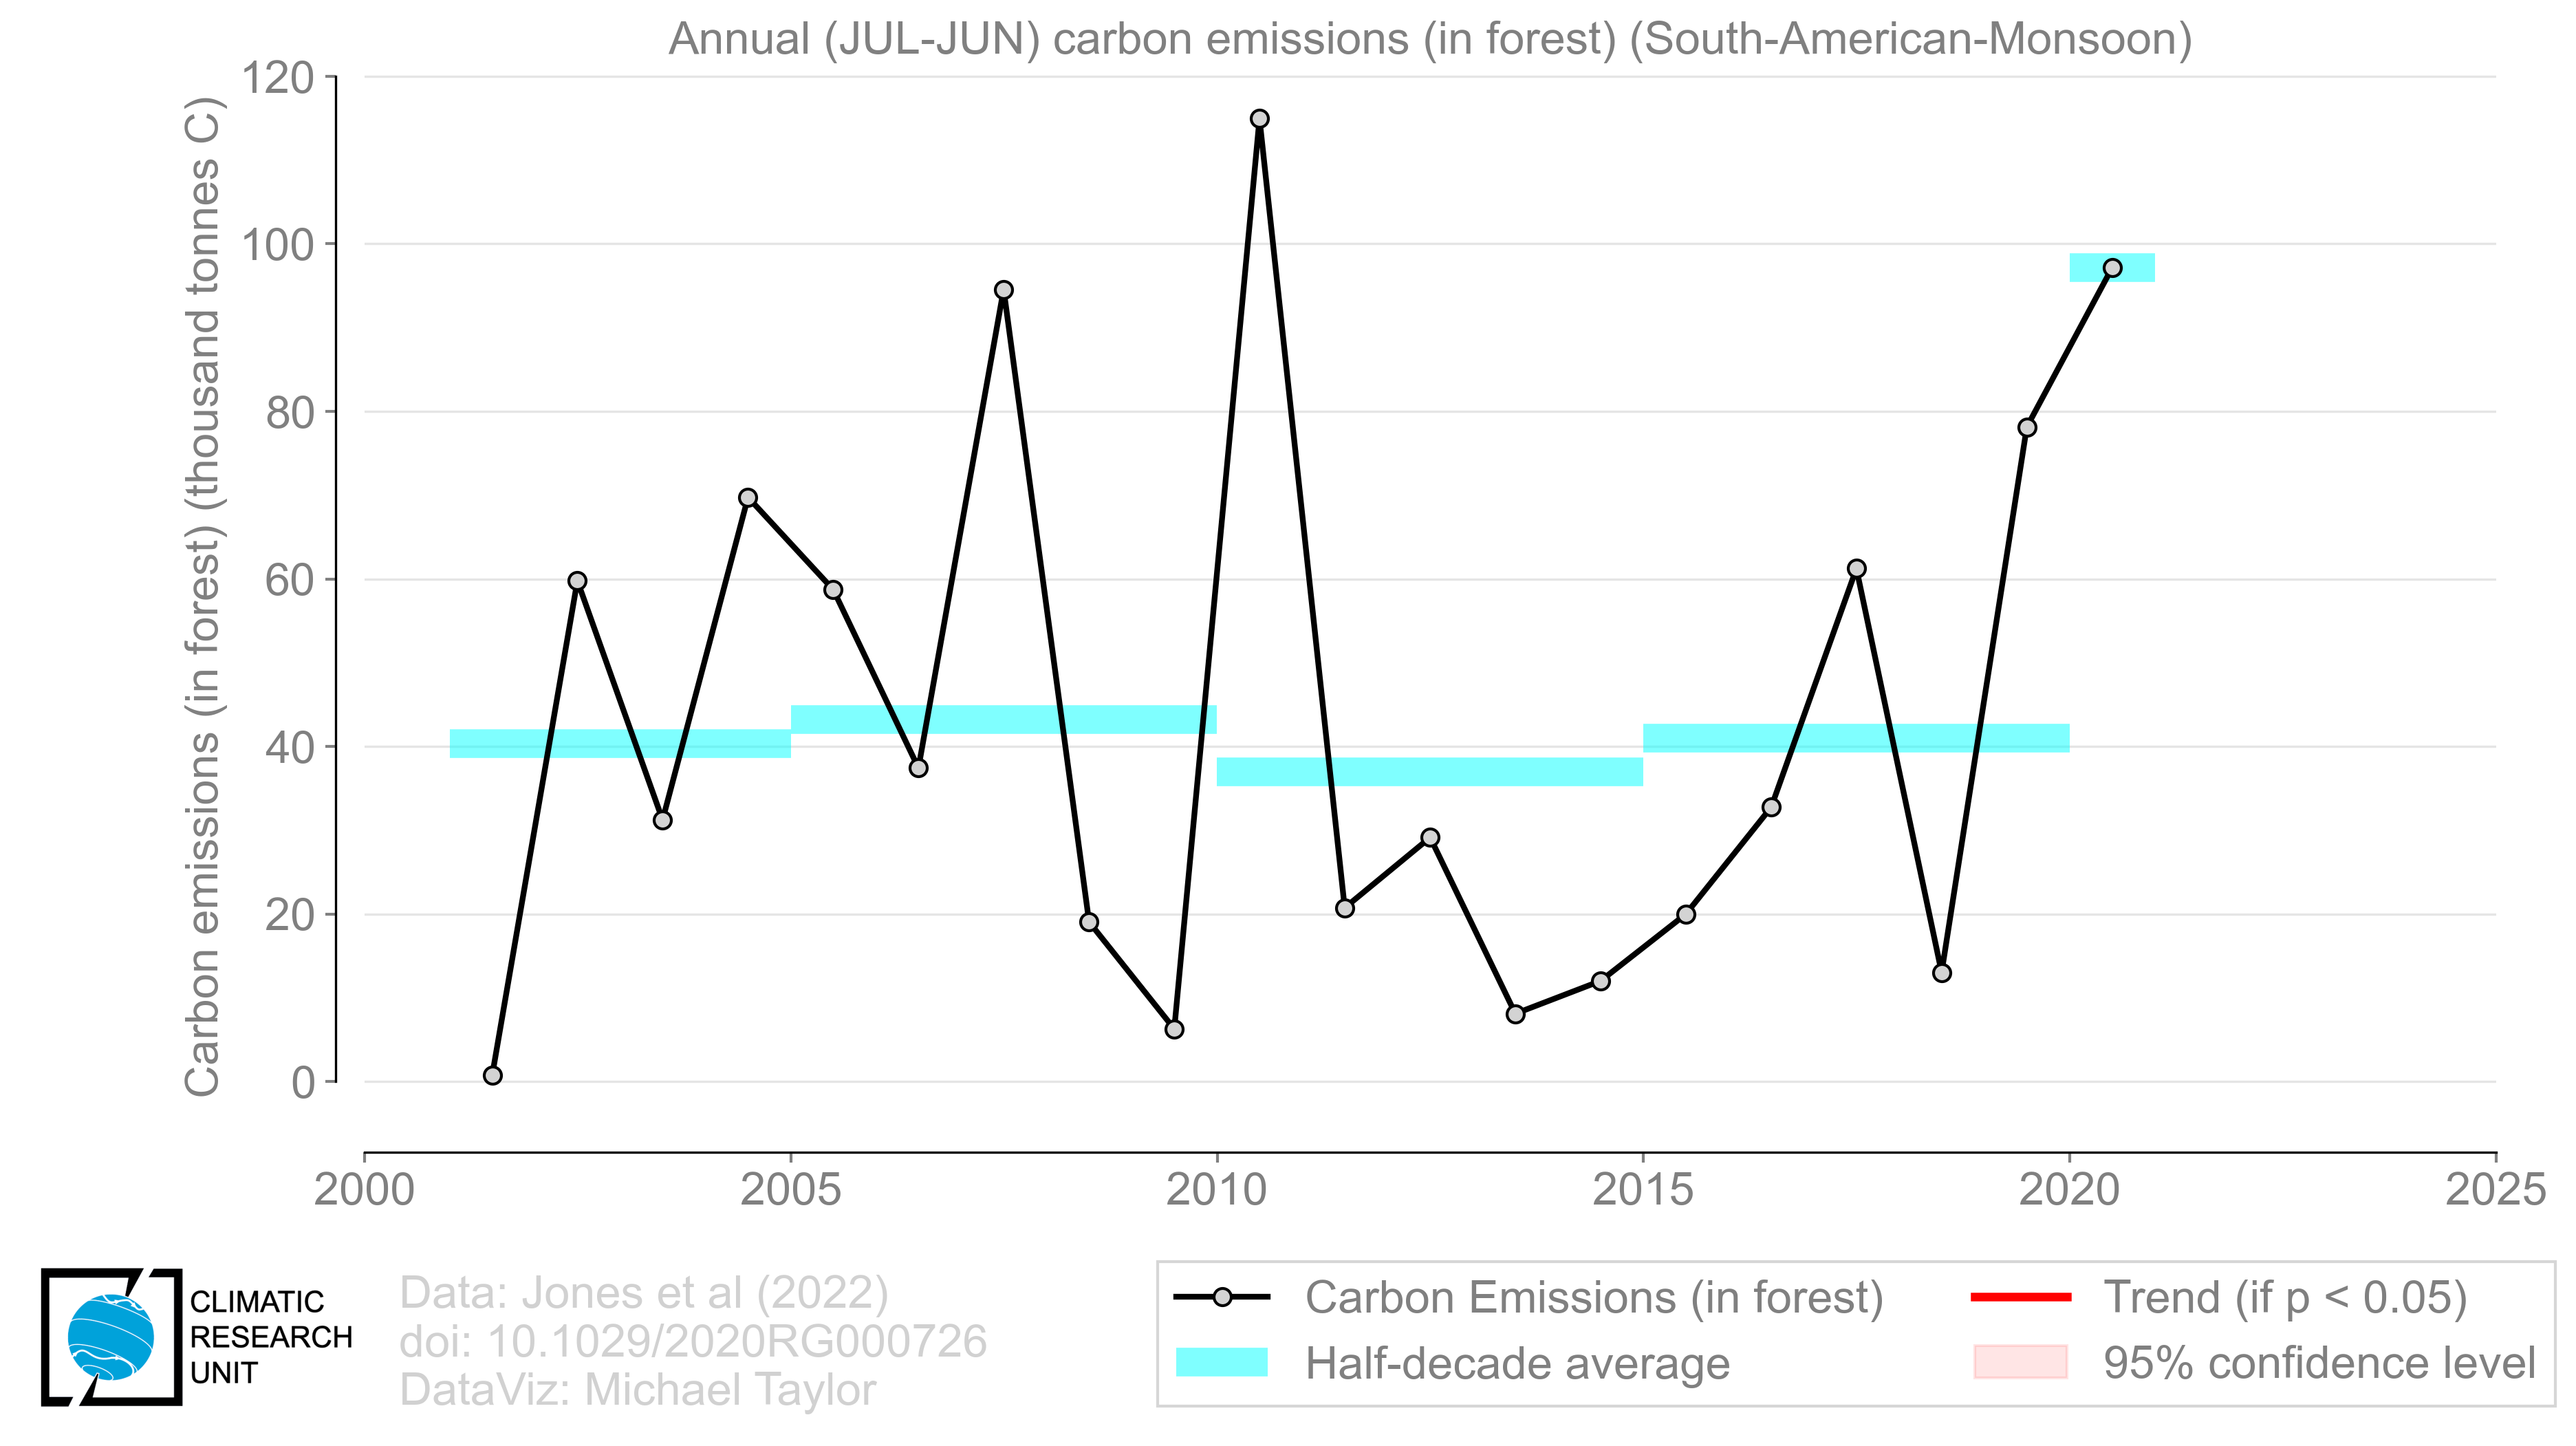 Annual (JUL-JUN) carbon emissions (in forest) (South-American-Monsoon)
Carbon emissions (in forest) (thousand tonnes C)
120
100
80
60
40
20
0
2000 2005 2010 2015 2020 2025
CLIMATIC
RESEARCH
UNIT
Data: Jones et al (2022)
doi: 10.1029/2020RG000726
DataViz: Michael Taylor
Carbon Emissions (in forest)
Half-decade average
Trend (if p < 0.05)
95% confidence level